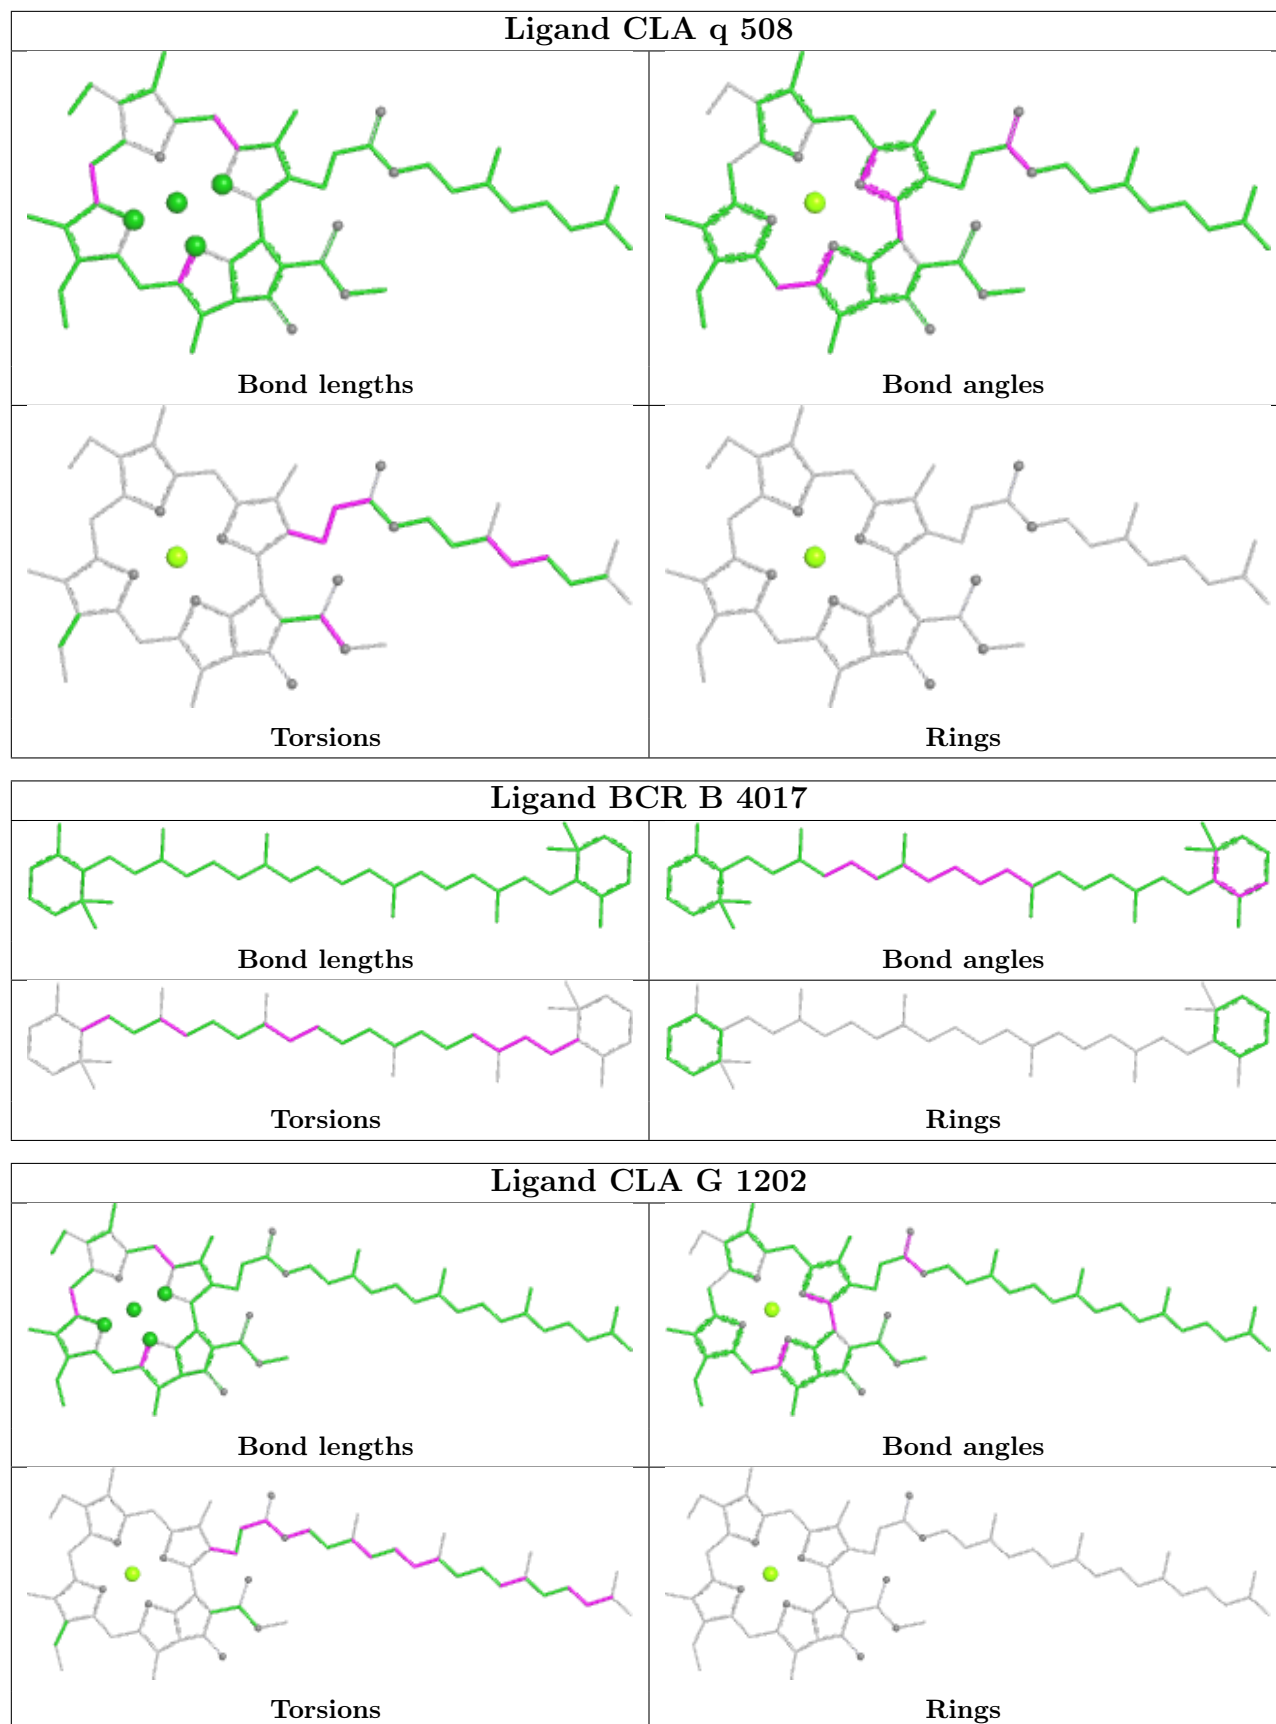 Ligand CLA q 508
Bond lengths
Bond angles
Torsions
Rings
Ligand BCR B 4017
Bond lengths
Bond angles
Torsions
Rings
Ligand CLA G 1202
Bond lengths
Bond angles
Torsions
Rings